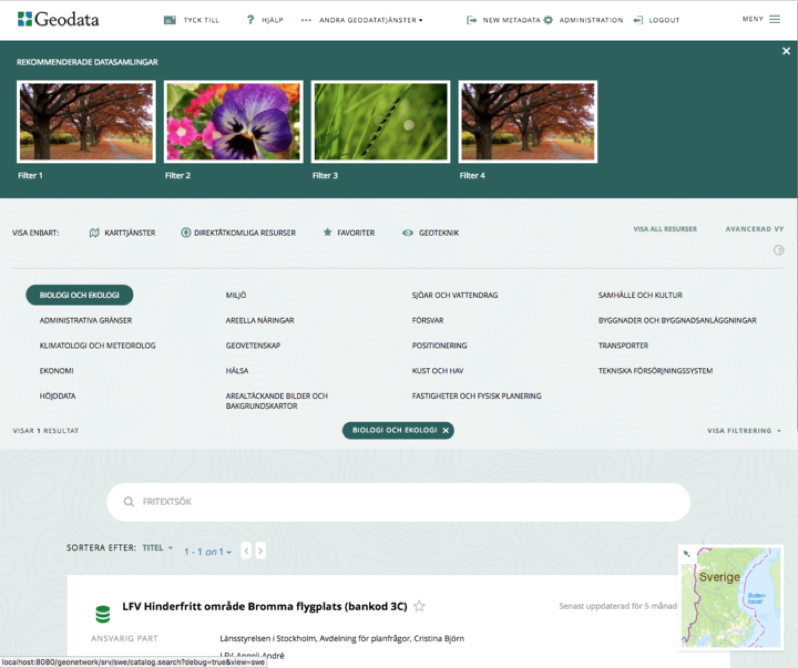 Geodata
TYCK TILL
? HJÄLP
ANDRA GEODATATJÄNSTER
NEW METADATA
ADMINISTRATION
LOGOUT
MENY
REKOMMENDERADE DATASAMLINGAR
Filter 1
Filter 2
Filter 3
Filter 4
VISA ENBART:
KARTTJÄNSTER
DIREKTÅTKOMLIGA RESURSER
FAVORITER
GEOTEKNIK
VISA ALL RESURSER
AVANCERAD VY
BIOLOGI OCH EKOLOGI
MILJÖ
SJÖAR OCH VATTENDRAG
SAMHÄLLE OCH KULTUR
ADMINISTRATIVA GRÄNSER
AREELLA NÄRINGAR
FÖRSVAR
BYGGNADER OCH BYGGNADSANLÄGGNINGAR
KLIMATOLOGI OCH METEROLOG
GEOVETENSKAP
POSITIONERING
TRANSPORTER
EKONOMI
HÄLSA
KUST OCH HAV
TEKNISKA FÖRSÖRJNINGSSYSTEM
HÖJDDATA
AREALTÄCKANDE BILDER OCH
BAKGRUNDSKARTOR
FASTIGHETER OCH FYSISK PLANERING
VISAR 1 RESULTAT
BIOLOGI OCH EKOLOGI ×
VISA FILTRERING
FRITEXTSÖK
SORTERA EFTER: TITEL
1 - 1 on 1
Sverige
Botten-
havet
LFV Hinderfritt område Bromma flygplats (bankod 3C)
Senast uppdaterad för 5 månad
ANSVARIG PART
Länsstyrelsen i Stockholm, Avdelning för planfrågor, Cristina Björn
LFV, Angeli André
localhost:8080/geonetwork/srv/swe/catalog.search?debug=true&view=swe